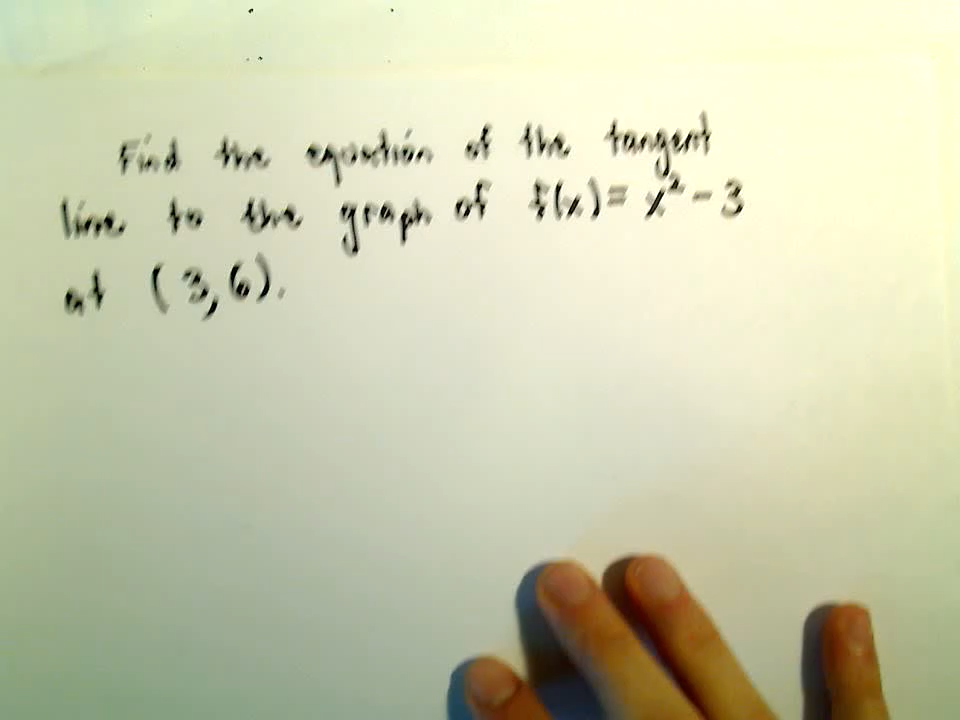 Find the equation of the tangent
line to the graph of f(x) = x² - 3
at (3,6).